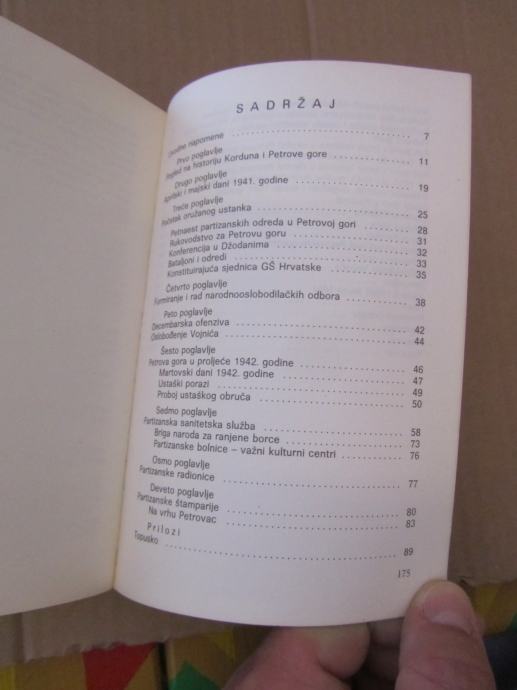 SADRŽAJ
Uvodne napomene 7
Prvo poglavlje
Pogled na historiju Korduna i Petrove gore 11
Drugo poglavlje
Aprilski i majski dani 1941. godine 19
Treće poglavlje
Početak oružanog ustanka 25
Petnaest partizanskih odreda u Petrovoj gori 28
Rukovodstvo za Petrovu goru 31
Konferencija u Džodanima 32
Bataljoni i odredi 33
Konstituirajuća sjednica GŠ Hrvatske 35
Četvrto poglavlje
Formiranje i rad narodnooslobodilačkih odbora 38
Peto poglavlje
Decembarska ofenziva 42
Oslobođenje Vojnića 44
Šesto poglavlje
Petrova gora u proljeće 1942. godine 46
Martovski dani 1942. godine 47
Ustaški porazi 49
Proboj ustaškog obruča 50
Sedmo poglavlje
Partizanska sanitetska služba 58
Briga naroda za ranjene borce 73
Partizanske bolnice – važni kulturni centri 76
Osmo poglavlje
Partizanske radionice 77
Deveto poglavlje
Partizanske štamparije 80
Na vrhu Petrovac 83
Prilozi
Topusko 89
175